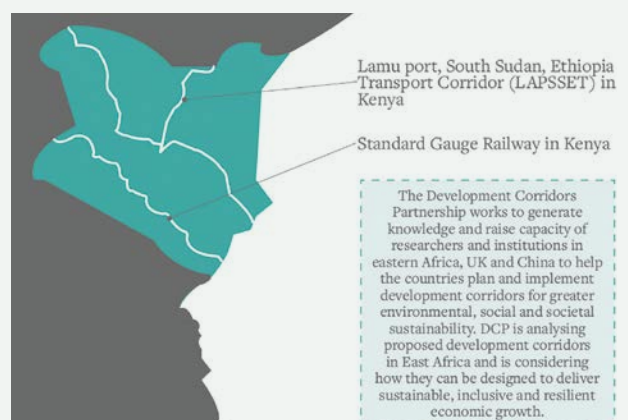 Lamu port, South Sudan, Ethiopia
Transport Corridor (LAPSSET) in
Kenya
Standard Gauge Railway in Kenya
The Development Corridors
Partnership works to generate
knowledge and raise capacity of
researchers and institutions in
eastern Africa, UK and China to help
the countries plan and implement
development corridors for greater
environmental, social and societal
sustainability. DCP is analysing
proposed development corridors
in East Africa and is considering
how they can be designed to deliver
sustainable, inclusive and resilient
economic growth.